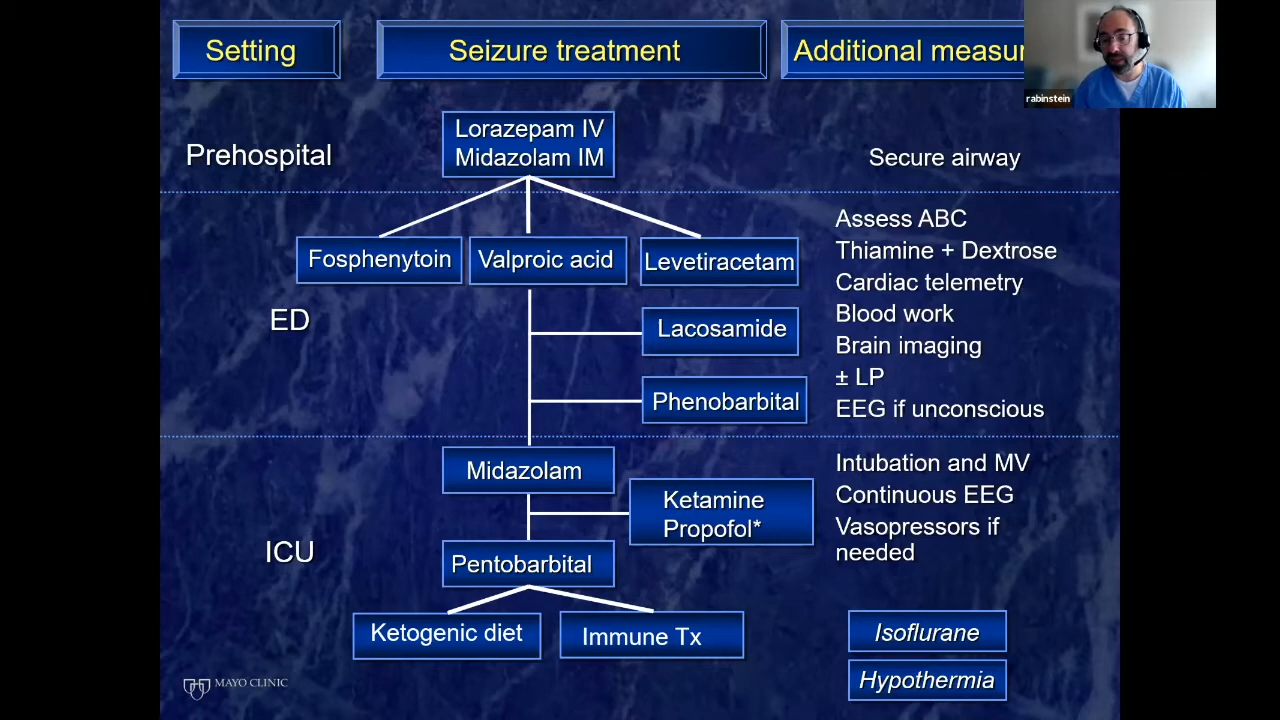 Setting
Seizure treatment
Additional measur
rabinstein
Prehospital
Lorazepam IV
Midazolam IM
Secure airway
ED
Fosphenytoin
Valproic acid
Levetiracetam
Lacosamide
Phenobarbital
Assess ABC
Thiamine + Dextrose
Cardiac telemetry
Blood work
Brain imaging
± LP
EEG if unconscious
ICU
Midazolam
Ketamine
Propofol*
Pentobarbital
Ketogenic diet
Immune Tx
Intubation and MV
Continuous EEG
Vasopressors if
needed
Isoflurane
Hypothermia
MAYO CLINIC